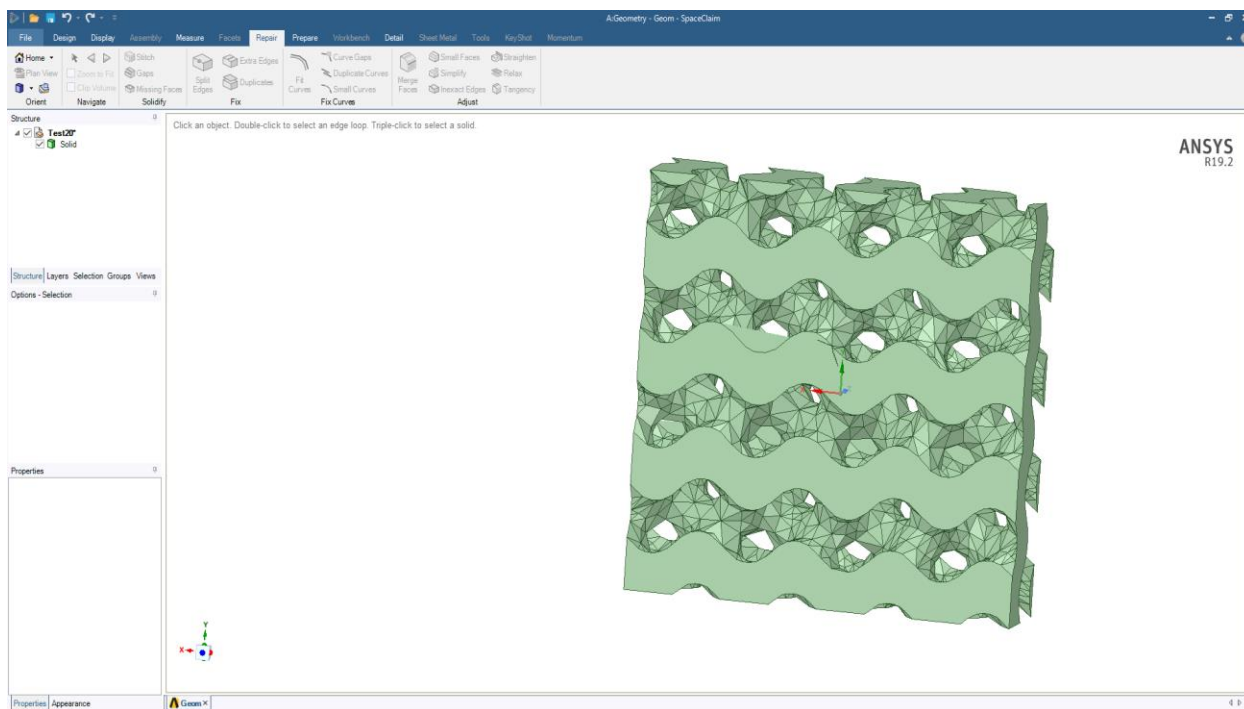 A:Geometry - Geom - SpaceClaim
File Design Display Assembly Measure Facets Repair Prepare Workbench Detail Sheet Metal Tools KeyShot Momentum
Home Stitch Extra Edges Curve Gaps Small Faces Straighten
Plan View Zoom to Fit Gaps Split Edges Duplicates Fit Curves Duplicate Curves Merge Faces Simplify Relax
Clip Volume Missing Faces Small Curves Inexact Edges Tangency
Orient Navigate Solidify Fix Fix Curves Adjust
Structure
Click an object. Double-click to select an edge loop. Triple-click to select a solid.
Test20*
Solid
ANSYS
R19.2
Structure Layers Selection Groups Views
Options - Selection
Properties
Y
X
Properties Appearance
Geom